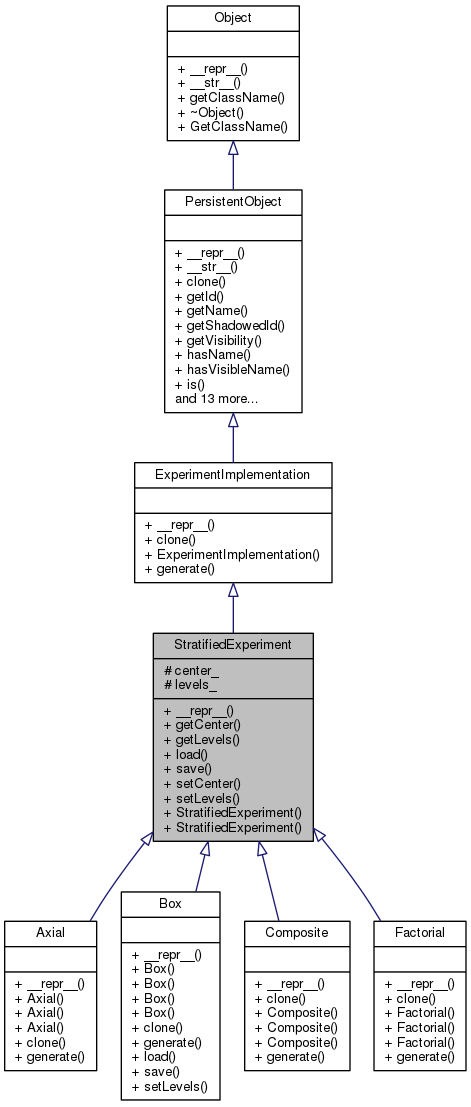 Object
+ __repr__()
+ __str__()
+ getClassName()
+ ~Object()
+ GetClassName()
PersistentObject
+ __repr__()
+ __str__()
+ clone()
+ getId()
+ getName()
+ getShadowedId()
+ getVisibility()
+ hasName()
+ hasVisibleName()
+ is()
and 13 more...
ExperimentImplementation
+ __repr__()
+ clone()
+ ExperimentImplementation()
+ generate()
StratifiedExperiment
# center_
# levels_
+ __repr__()
+ getCenter()
+ getLevels()
+ load()
+ save()
+ setCenter()
+ setLevels()
+ StratifiedExperiment()
+ StratifiedExperiment()
Axial
+ __repr__()
+ Axial()
+ Axial()
+ Axial()
+ clone()
+ generate()
Box
+ __repr__()
+ Box()
+ Box()
+ Box()
+ Box()
+ clone()
+ generate()
+ load()
+ save()
+ setLevels()
Composite
+ __repr__()
+ clone()
+ Composite()
+ Composite()
+ Composite()
+ generate()
Factorial
+ __repr__()
+ clone()
+ Factorial()
+ Factorial()
+ Factorial()
+ generate()